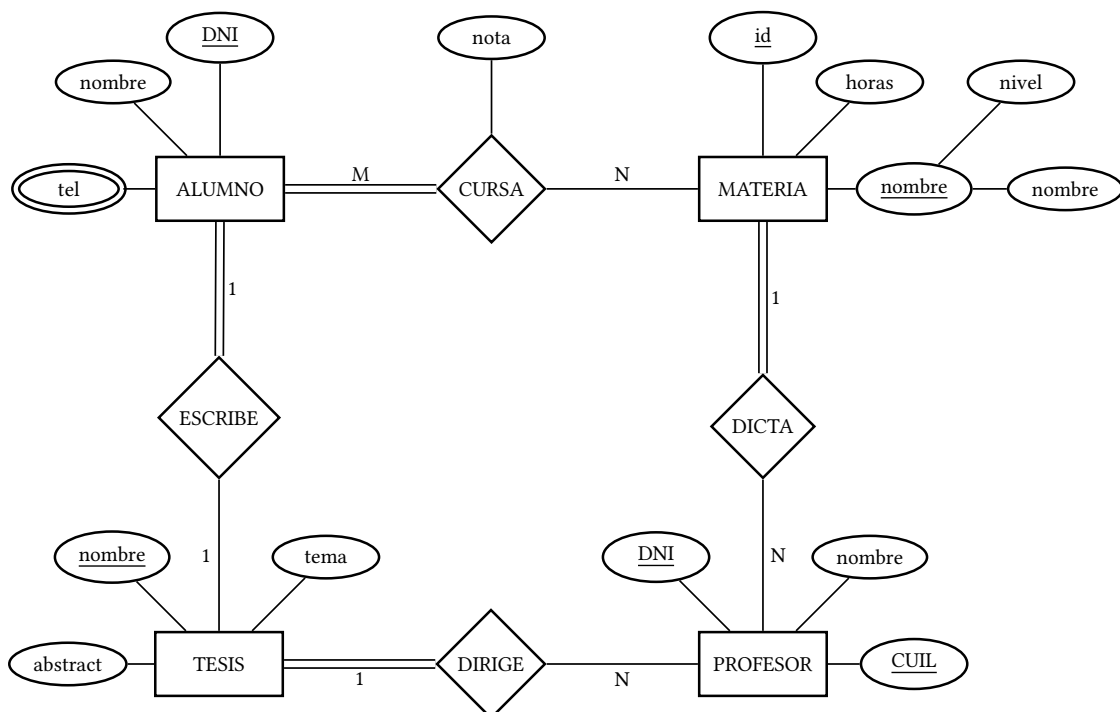 DNI
nota
id
nombre
horas
nivel
tel
ALUMNO
M
CURSA
N
MATERIA
nombre
nombre
1
1
ESCRIBE
DICTA
nombre
1
tema
DNI
N
nombre
abstract
TESIS
1
DIRIGE
N
PROFESOR
CUIL